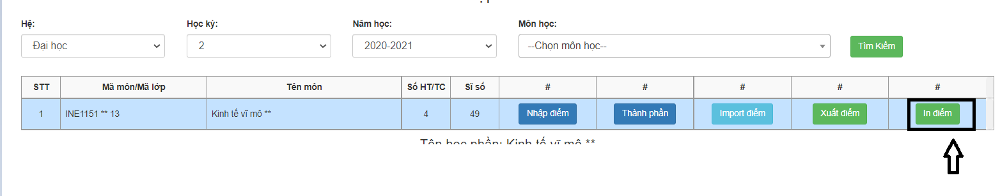 Hệ: Học kỳ: Năm học: Môn học:
Đại học 2 2020-2021 --Chọn môn học-- Tìm Kiếm
STT Mã môn/Mã lớp Tên môn Số HT/TC Sĩ số # # # # #
1 INE1151 ** 13 Kinh tế vĩ mô ** 4 49 Nhập điểm Thành phần Import điểm Xuất điểm In điểm
Tên học phần: Kinh tế vĩ mô **